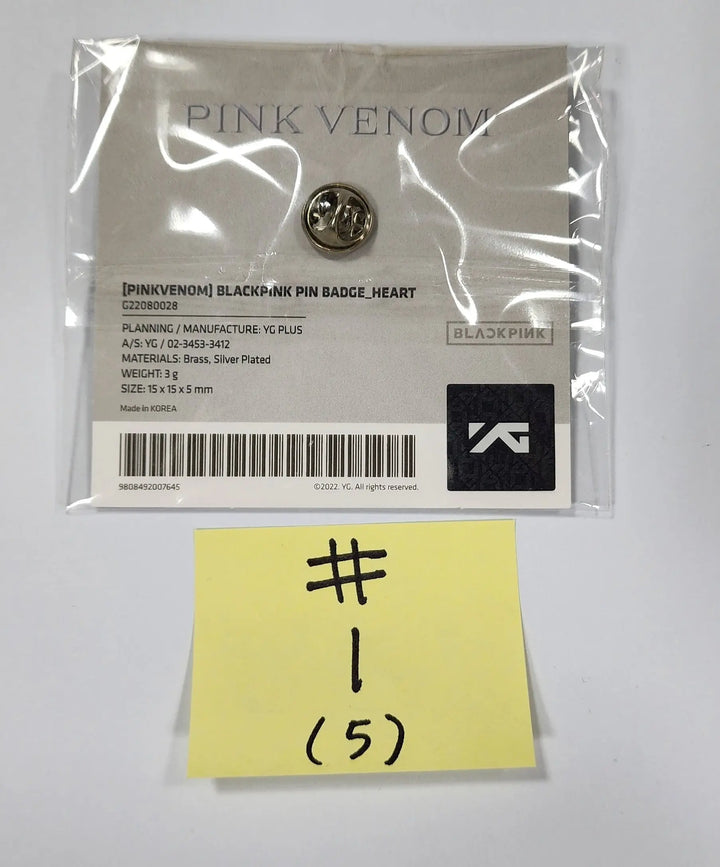 PINK VENOM
[PINKVENOM] BLACKPINK PIN BADGE_HEART
G22080028
PLANNING / MANUFACTURE: YG PLUS
A/S: YG / 02-3453-3412
MATERIALS: Brass, Silver Plated
WEIGHT: 3 g
SIZE: 15 x 15 x 5 mm
Made in KOREA
BLACKPINK
YG
9808492007645
©2022. YG. All rights reserved.
#
1
(5)